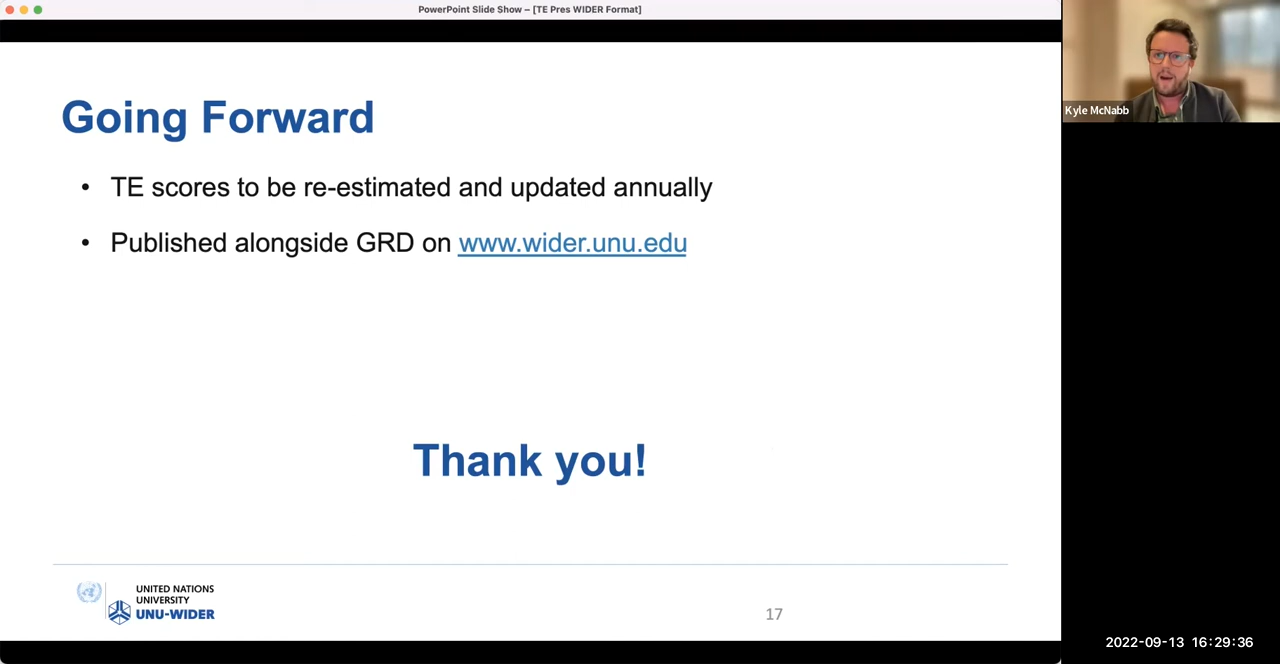 PowerPoint Slide Show – [TE Pres WIDER Format]
Going Forward
• TE scores to be re-estimated and updated annually
• Published alongside GRD on www.wider.unu.edu
Thank you!
UNITED NATIONS
UNIVERSITY
UNU-WIDER
17
Kyle McNabb
2022-09-13 16:29:36